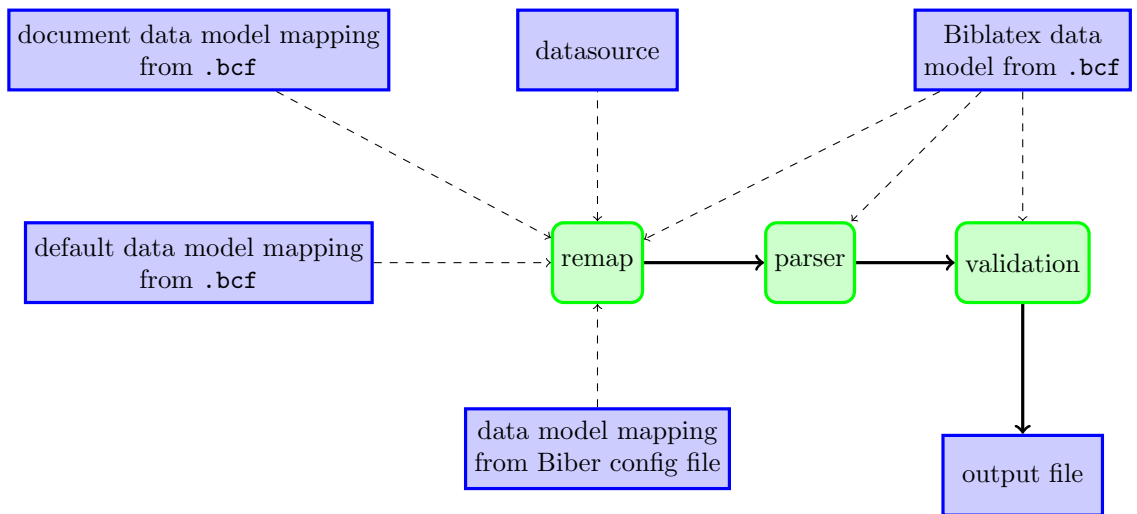 document data model mapping
from .bcf
datasource
Biblatex data
model from .bcf
default data model mapping
from .bcf
remap
parser
validation
data model mapping
from Biber config file
output file